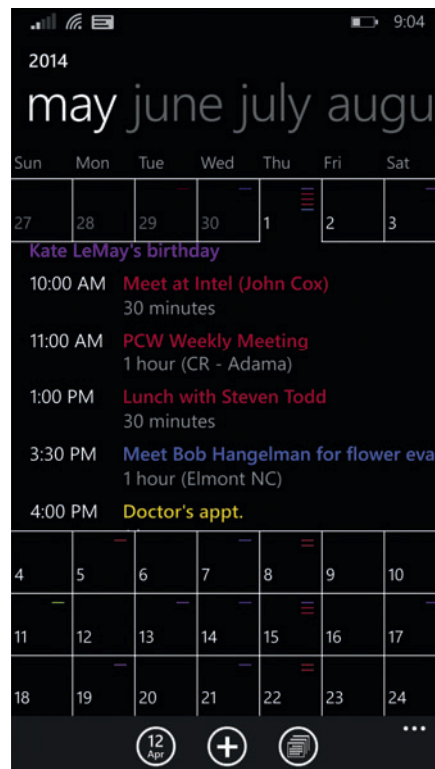 9:04
2014
may june july augu
Sun Mon Tue Wed Thu Fri Sat
27 28 29 30 1 2 3
Kate LeMay's birthday
10:00 AM Meet at Intel (John Cox)
30 minutes
11:00 AM PCW Weekly Meeting
1 hour (CR - Adama)
1:00 PM Lunch with Steven Todd
30 minutes
3:30 PM Meet Bob Hangelman for flower eva
1 hour (Elmont NC)
4:00 PM Doctor's appt.
4 5 6 7 8 9 10
11 12 13 14 15 16 17
18 19 20 21 22 23 24
12
Apr